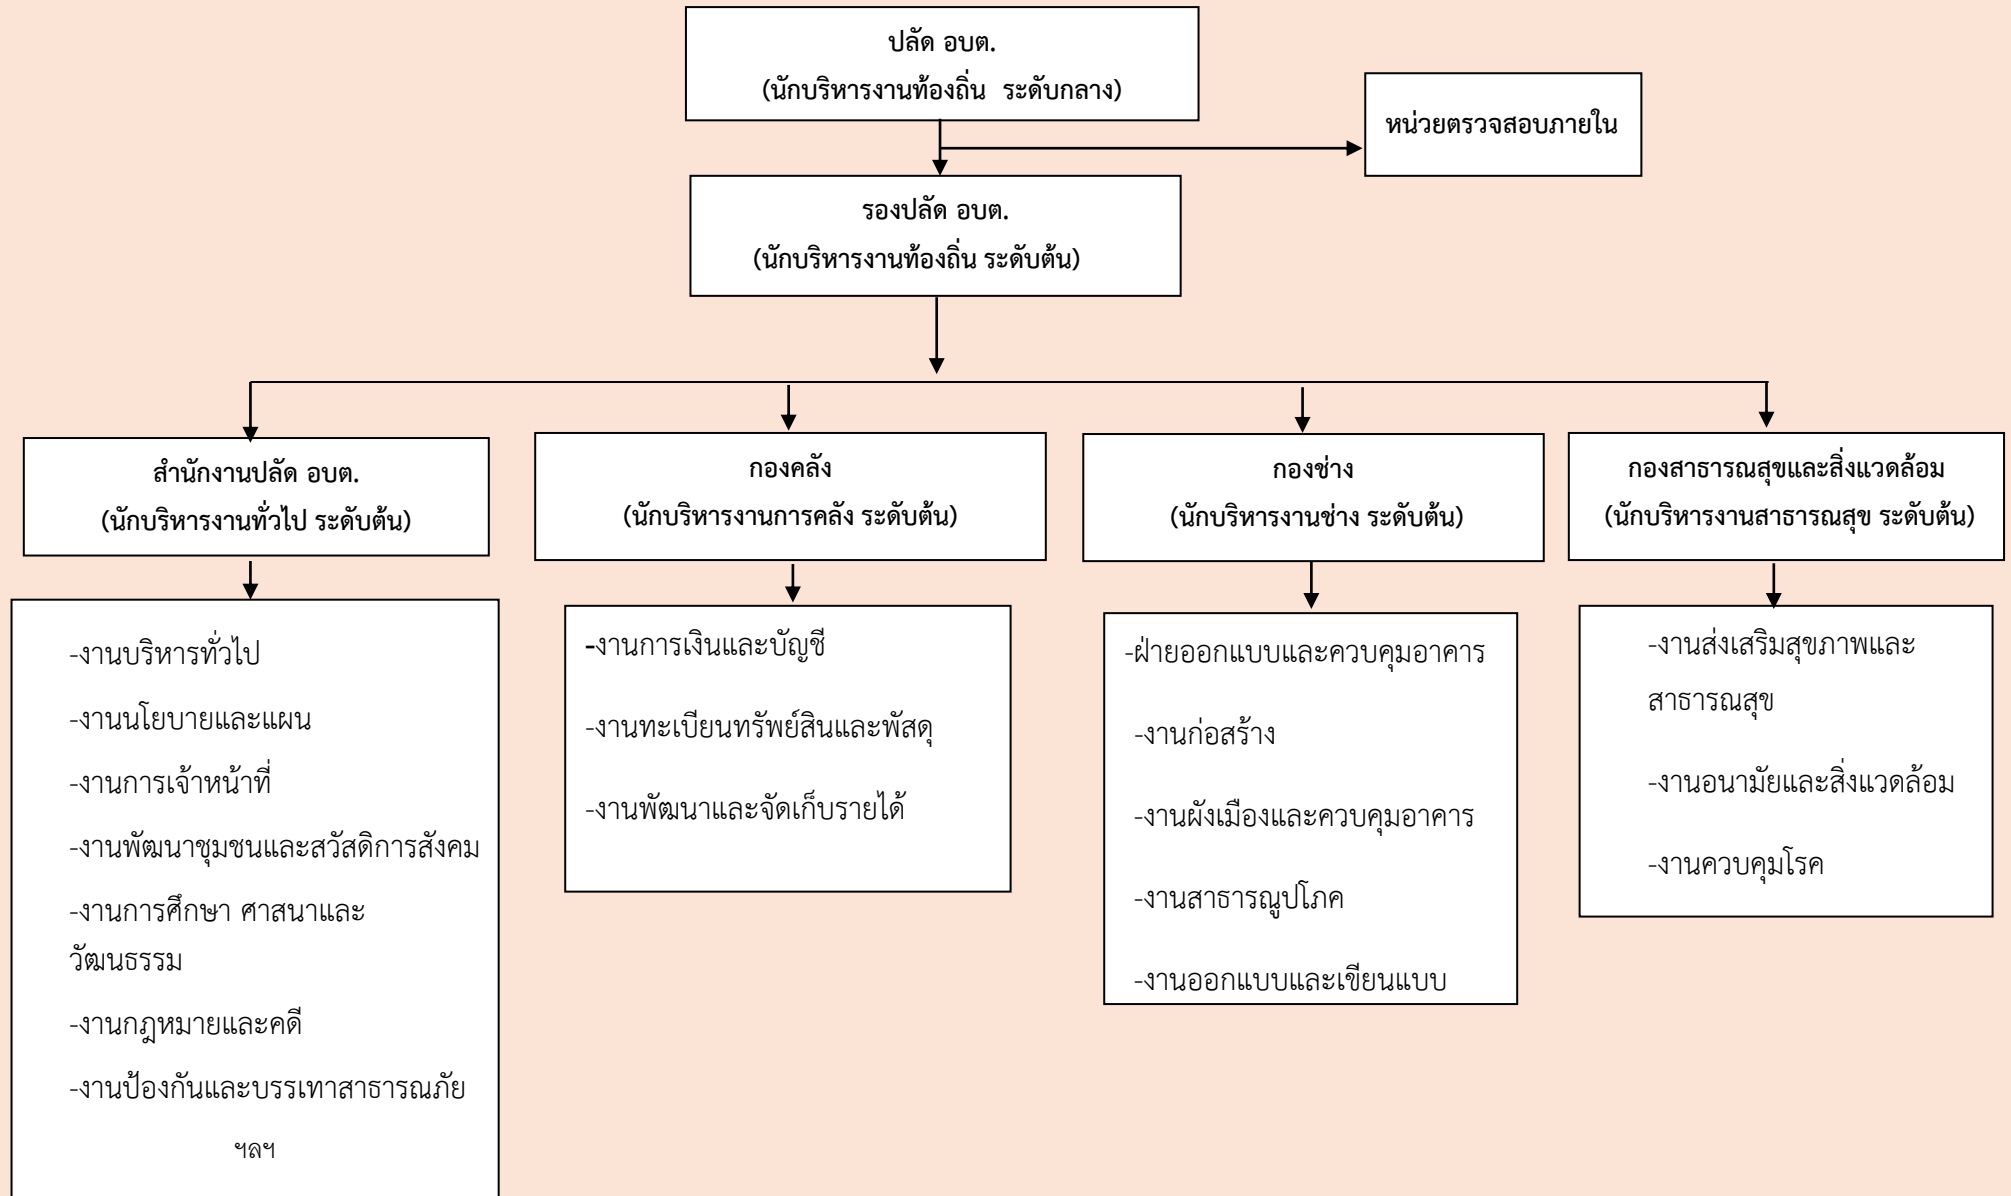 ปลัด อบต.
(นักบริหารงานท้องถิ่น  ระดับกลาง)
หน่วยตรวจสอบภายใน
รองปลัด อบต.
(นักบริหารงานท้องถิ่น ระดับต้น)
สำนักงานปลัด อบต.
(นักบริหารงานทั่วไป ระดับต้น)
กองคลัง
(นักบริหารงานการคลัง ระดับต้น)
กองช่าง
(นักบริหารงานช่าง ระดับต้น)
กองสาธารณสุขและสิ่งแวดล้อม
(นักบริหารงานสาธารณสุข ระดับต้น)
-งานบริหารทั่วไป
-งานนโยบายและแผน
-งานการเจ้าหน้าที่
-งานพัฒนาชุมชนและสวัสดิการสังคม
-งานการศึกษา ศาสนาและ
วัฒนธรรม
-งานกฎหมายและคดี
-งานป้องกันและบรรเทาสาธารณภัย
ฯลฯ
-งานการเงินและบัญชี
-งานทะเบียนทรัพย์สินและพัสดุ
-งานพัฒนาและจัดเก็บรายได้
-ฝ่ายออกแบบและควบคุมอาคาร
-งานก่อสร้าง
-งานผังเมืองและควบคุมอาคาร
-งานสาธารณูปโภค
-งานออกแบบและเขียนแบบ
-งานส่งเสริมสุขภาพและ
สาธารณสุข
-งานอนามัยและสิ่งแวดล้อม
-งานควบคุมโรค